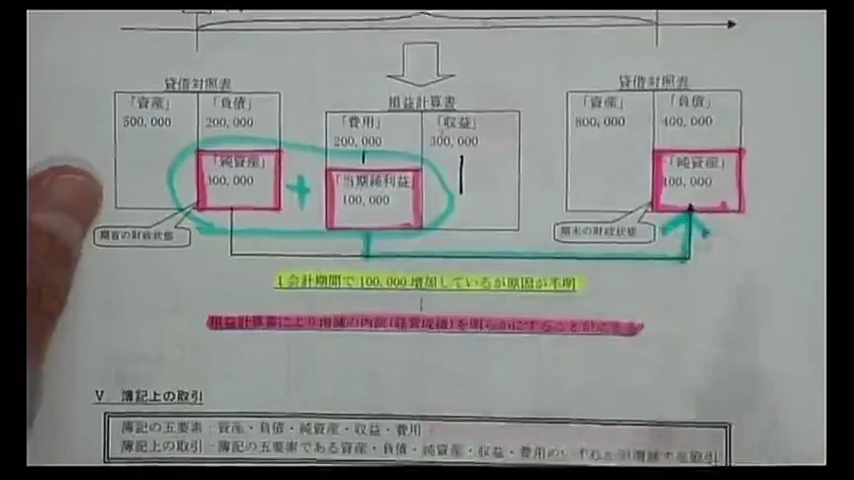 貸借対照表
「資産」 「負債」
500,000 200,000
「純資産」
300,000
期首の財政状態
損益計算書
「費用」 「収益」
200,000 300,000
「当期純利益」
100,000
貸借対照表
「資産」 「負債」
800,000 400,000
「純資産」
400,000
期末の財政状態
+
1会計期間で100,000増加しているが原因が不明
損益計算書により増減の内訳(経営成績)を明らかにすることができる
Ⅴ 簿記上の取引
簿記の五要素…資産・負債・純資産・収益・費用
簿記上の取引…簿記の五要素である資産・負債・純資産・収益・費用のいずれかが増減する取引